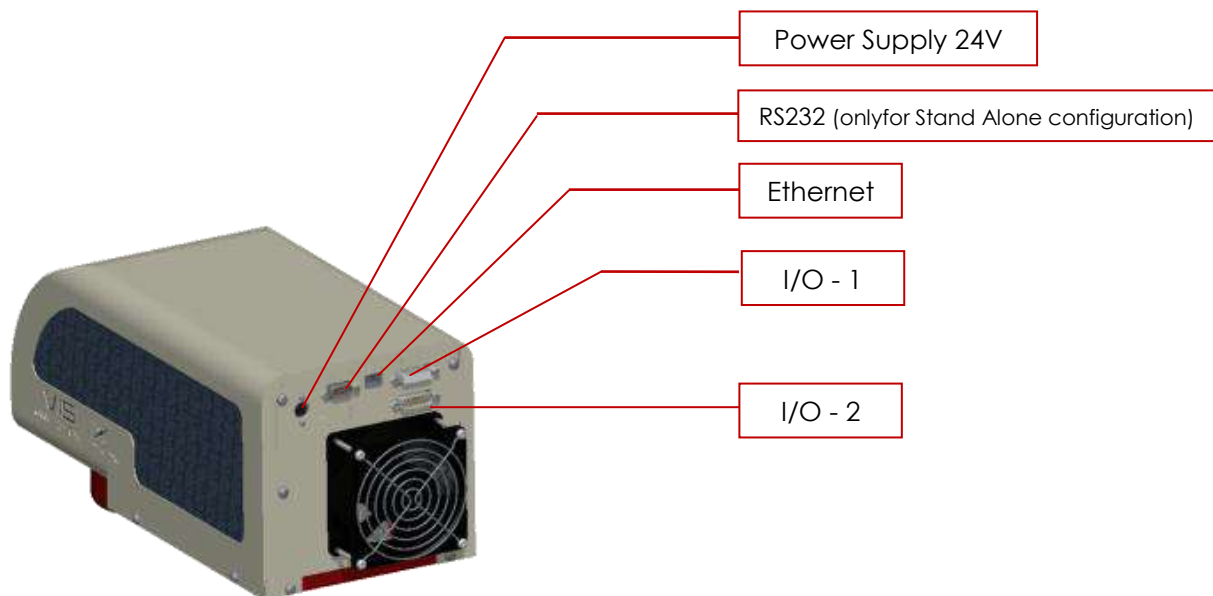 Power Supply 24V
RS232 (onlyfor Stand Alone configuration)
Ethernet
I/O - 1
I/O - 2